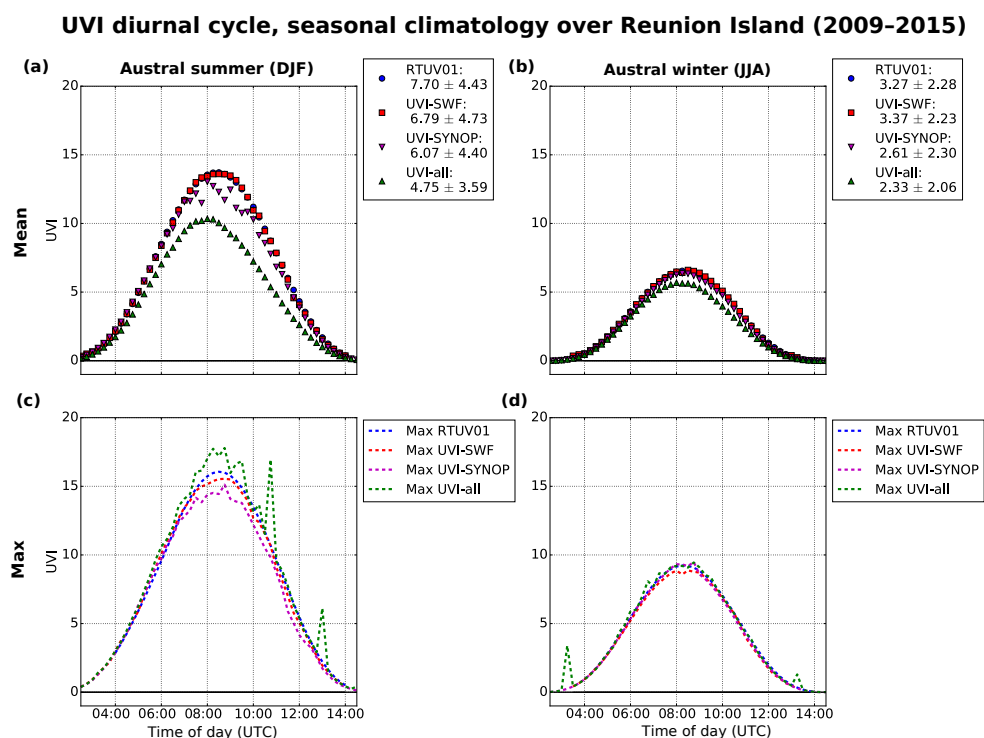 UVI diurnal cycle, seasonal climatology over Reunion Island (2009–2015)
(a)
Austral summer (DJF)
RTUV01:
7.70 ± 4.43
UVI-SWF:
6.79 ± 4.73
UVI-SYNOP:
6.07 ± 4.40
UVI-all:
4.75 ± 3.59
20
15
10
5
0
UVI
Mean
(b)
Austral winter (JJA)
RTUV01:
3.27 ± 2.28
UVI-SWF:
3.37 ± 2.23
UVI-SYNOP:
2.61 ± 2.30
UVI-all:
2.33 ± 2.06
20
15
10
5
0
(c)
Max RTUV01
Max UVI-SWF
Max UVI-SYNOP
Max UVI-all
20
15
10
5
0
UVI
Max
04:00 06:00 08:00 10:00 12:00 14:00
Time of day (UTC)
(d)
Max RTUV01
Max UVI-SWF
Max UVI-SYNOP
Max UVI-all
20
15
10
5
0
04:00 06:00 08:00 10:00 12:00 14:00
Time of day (UTC)